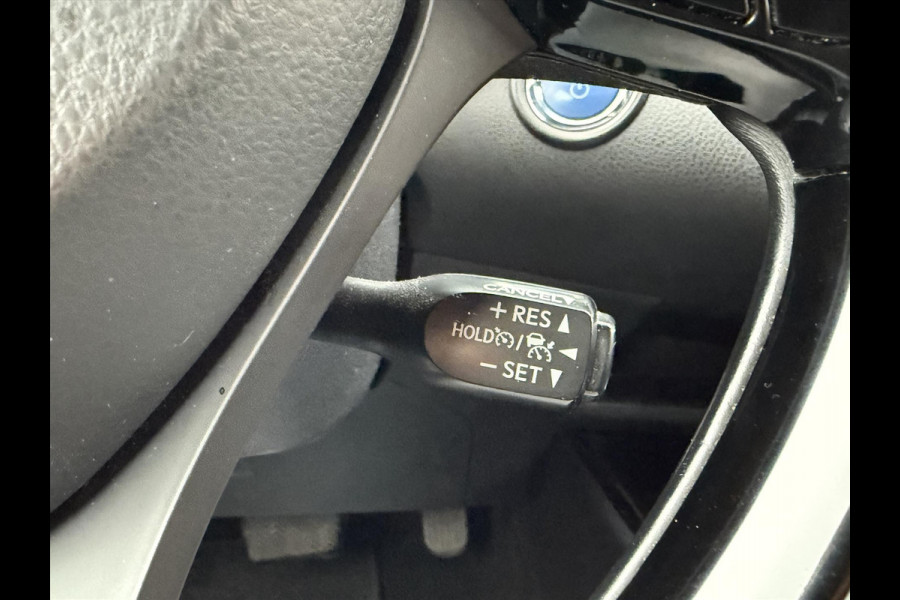 CANCEL
+ RES ▲
HOLD / ◀
− SET ▼